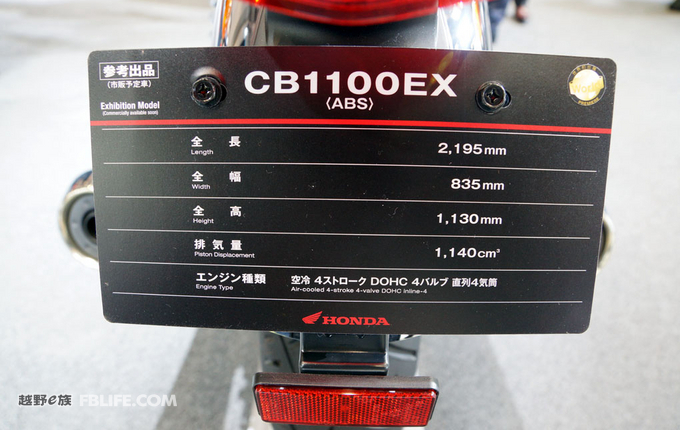 参考出品
(市販予定車)
Exhibition Model
(Commercially available soon)
CB1100EX
〈ABS〉
全長
Length
2,195mm
全幅
Width
835mm
全高
Height
1,130mm
排気量
Piston Displacement
1,140cm³
エンジン種類
Engine Type
空冷 4ストローク DOHC 4バルブ 直列4気筒
Air-cooled 4-stroke 4-valve DOHC inline-4
HONDA
越野e族 FBLIFE.COM